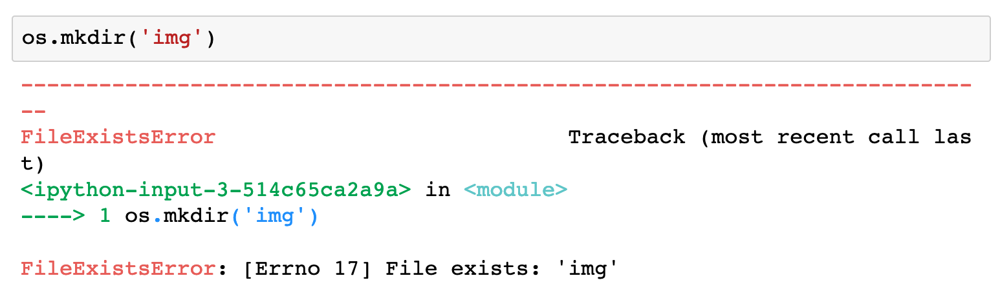 os.mkdir('img')
---------------------------------------------------------------------------
--
FileExistsError                           Traceback (most recent call las
t)
<ipython-input-3-514c65ca2a9a> in <module>
----> 1 os.mkdir('img')
FileExistsError: [Errno 17] File exists: 'img'